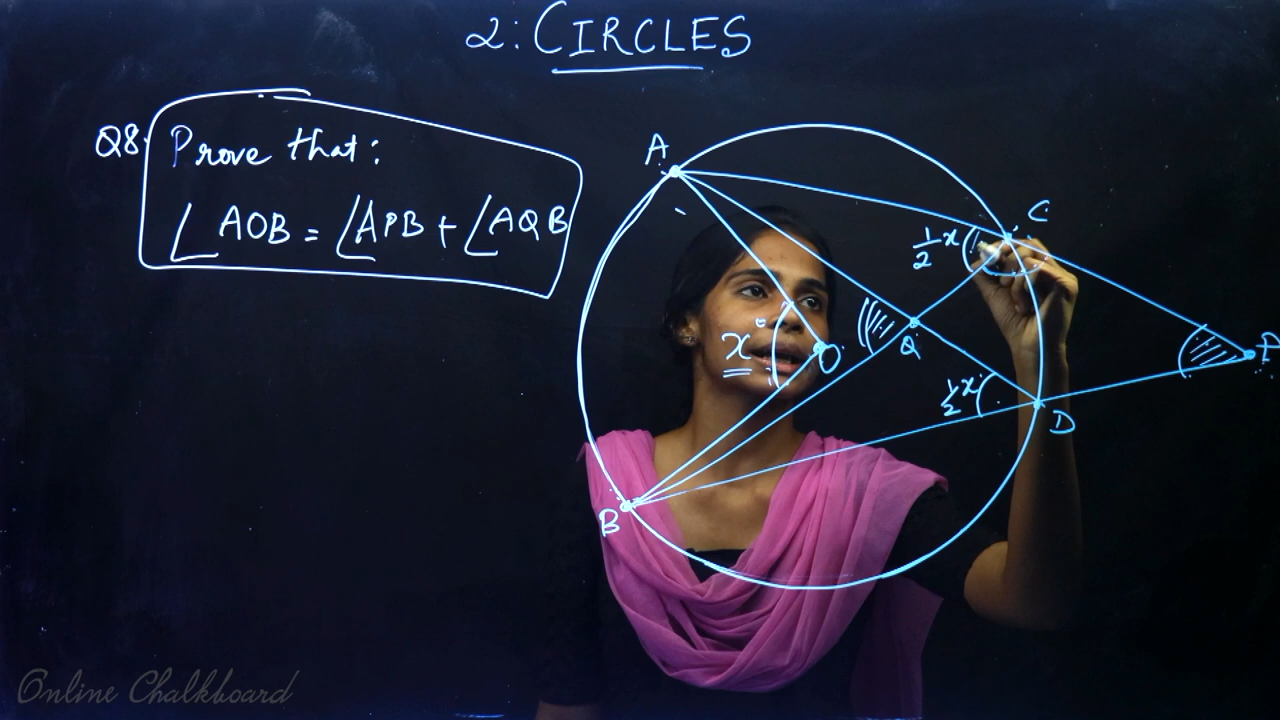 2: CIRCLES
Q8. Prove that:
∠AOB = ∠APB + ∠AQB
A
C
1/2 x
x°
O
Q
P
1/2 x
D
B
Online Chalkboard